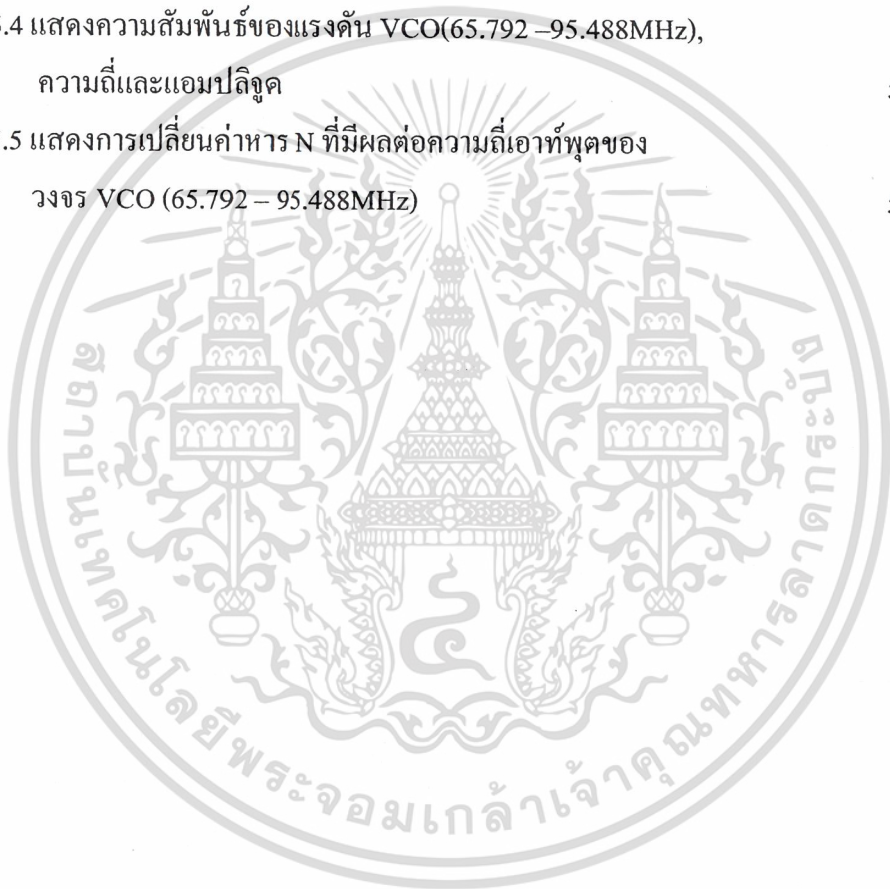 .4 แสดงความสัมพันธ์ของแรงดัน VCO(65.792 –95.488MHz),
ความถี่และแอมปลิจูด
.5 แสดงการเปลี่ยนค่าหาร N ที่มีผลต่อความถี่เอาท์พุตของ
วงจร VCO (65.792 – 95.488MHz)
สถาบันเทคโนโลยีพระจอมเกล้าเจ้าคุณทหารลาดกระบัง